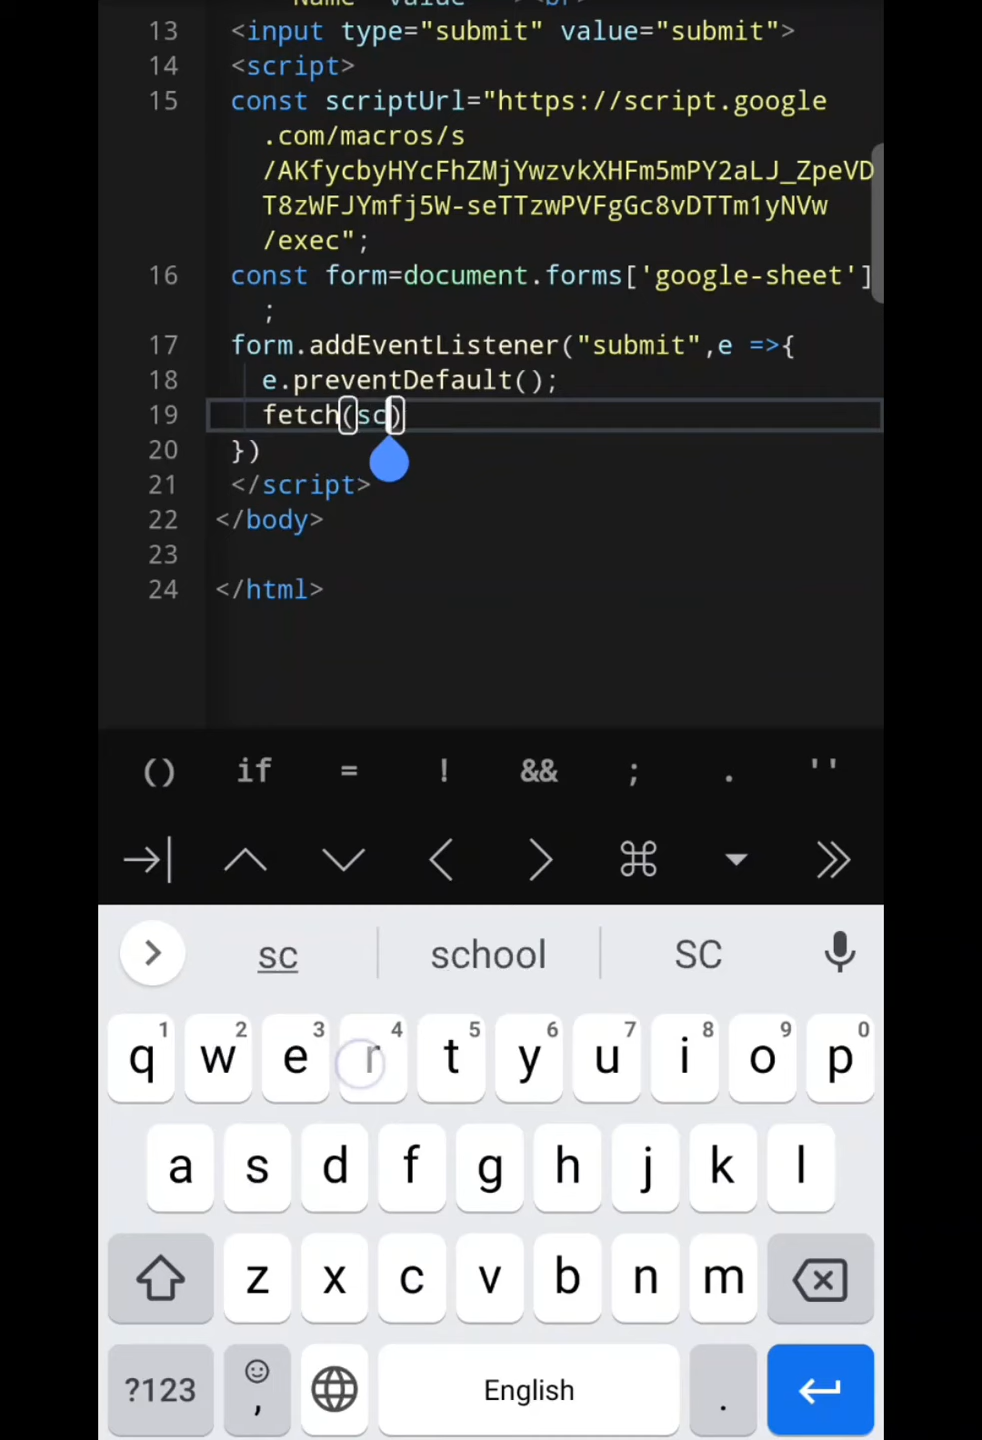 Name" value=""><br>
13 <input type="submit" value="submit">
14 <script>
15 const scriptUrl="https://script.google
.com/macros/s
/AKfycbyHYcFhZMjYwzvkXHFm5mPY2aLJ_ZpeVD
T8zWFJYmfj5W-seTTzwPVFgGc8vDTTm1yNVw
/exec";
16 const form=document.forms['google-sheet']
;
17 form.addEventListener("submit",e =>{
18 e.preventDefault();
19 fetch(sc)
20 })
21 </script>
22 </body>
23
24 </html>
() if = ! && ; . ''
sc school SC
1 2 3 4 5 6 7 8 9 0
q w e r t y u i o p
a s d f g h j k l
z x c v b n m
?123 , English .